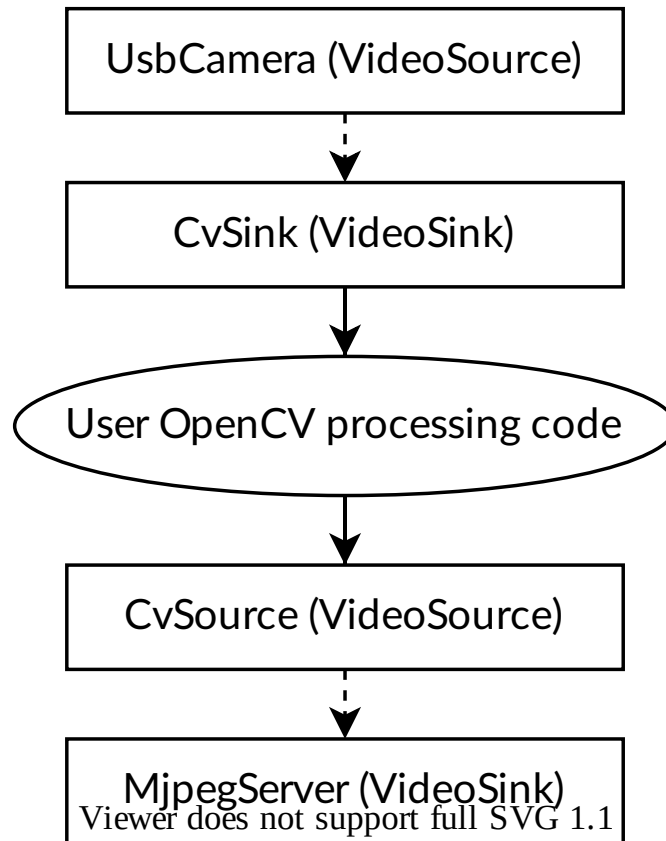 UsbCamera (VideoSource)
CvSink (VideoSink)
User OpenCV processing code
CvSource (VideoSource)
MjpegServer (VideoSink)
Viewer does not support full SVG 1.1